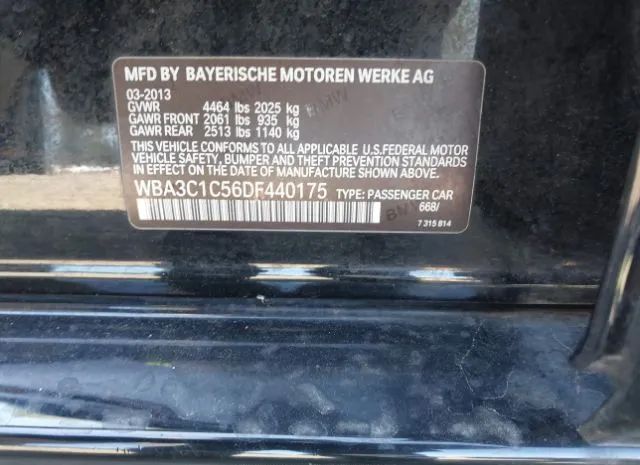 MFD BY BAYERISCHE MOTOREN WERKE AG
03-2013
GVWR 4464 lbs 2025 kg
GAWR FRONT 2061 lbs 935 kg
GAWR REAR 2513 lbs 1140 kg
THIS VEHICLE CONFORMS TO ALL APPLICABLE U.S.FEDERAL MOTOR
VEHICLE SAFETY, BUMPER AND THEFT PREVENTION STANDARDS
IN EFFECT ON THE DATE OF MANUFACTURE SHOWN ABOVE.
WBA3C1C56DF440175 TYPE: PASSENGER CAR
668/
7 315 814